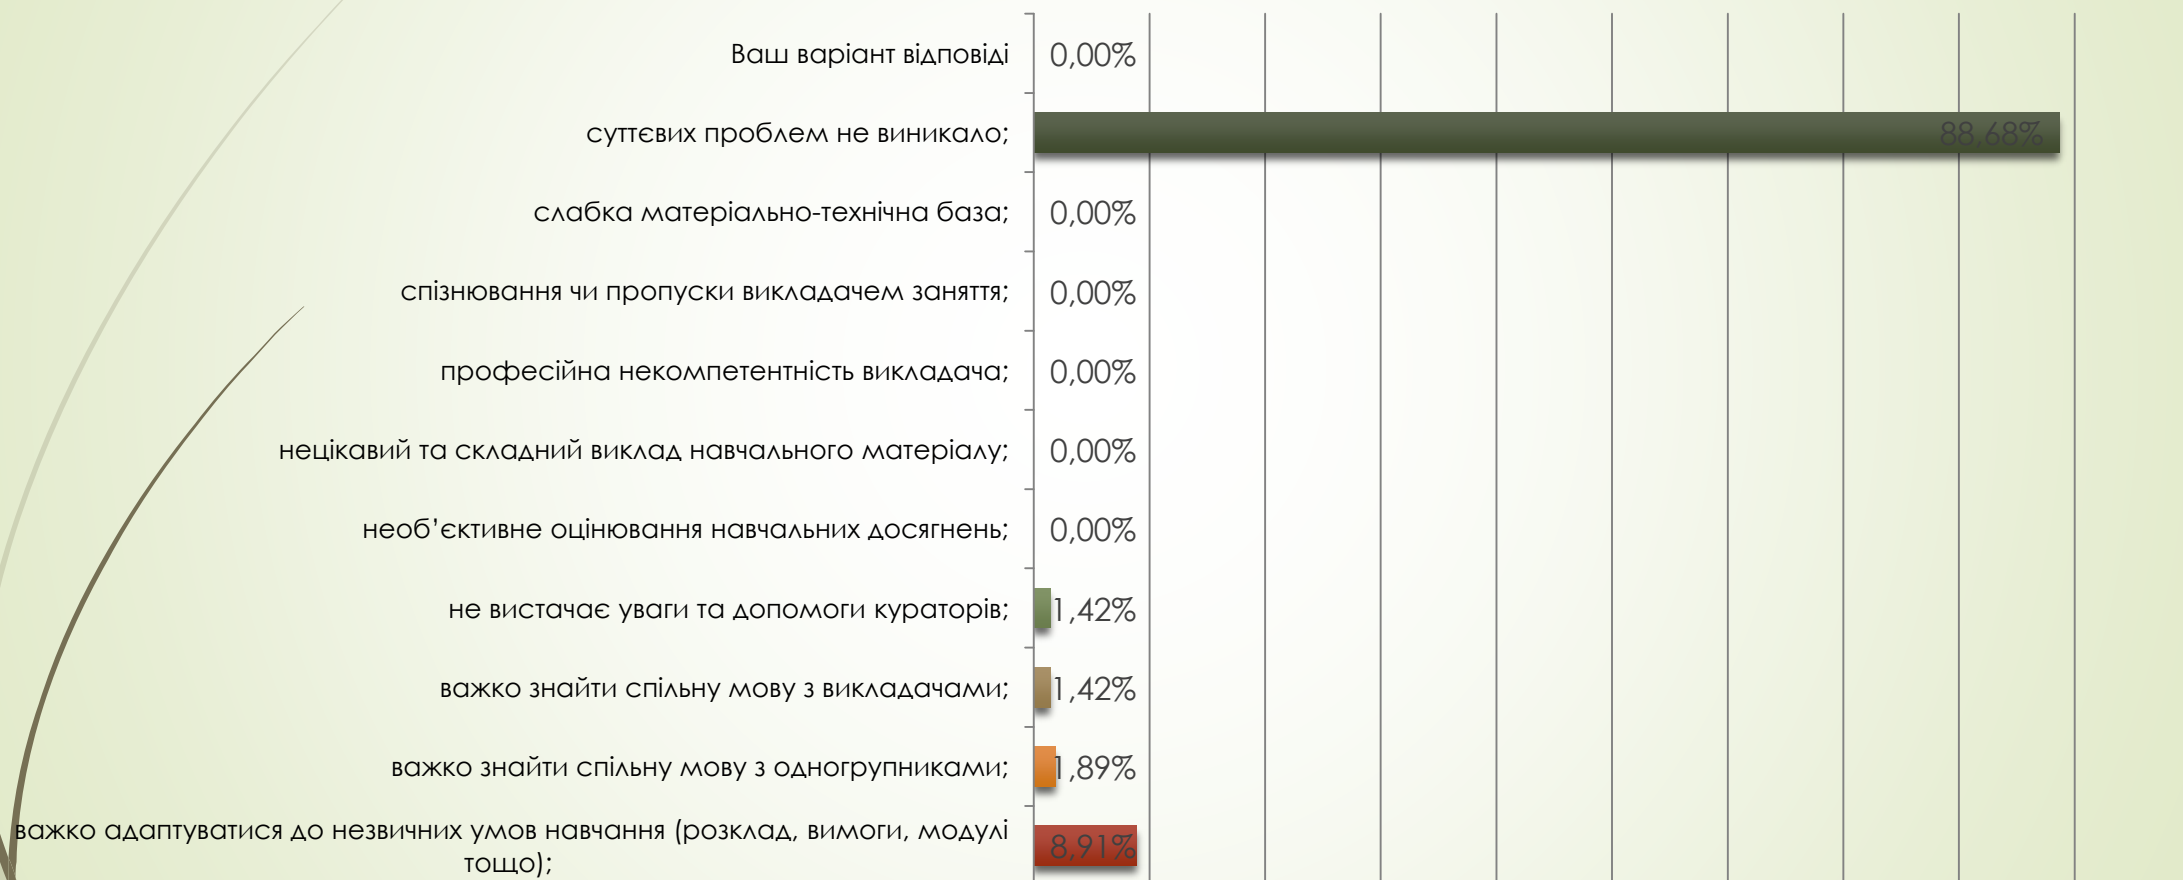 Ваш варіант відповіді
0,00%
суттєвих проблем не виникало;
88,68%
слабка матеріально-технічна база;
0,00%
спізнювання чи пропуски викладачем заняття;
0,00%
професійна некомпетентність викладача;
0,00%
нецікавий та складний виклад навчального матеріалу;
0,00%
необ’єктивне оцінювання навчальних досягнень;
0,00%
не вистачає уваги та допомоги кураторів;
1,42%
важко знайти спільну мову з викладачами;
1,42%
важко знайти спільну мову з одногрупниками;
1,89%
важко адаптуватися до незвичних умов навчання (розклад, вимоги, модулі
тощо);
8,91%